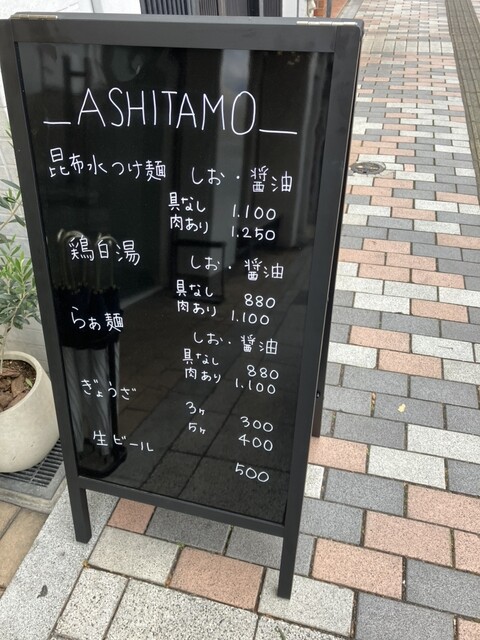 _ASHITAMO_
昆布水つけ麺 しお・醤油
具なし 1.100
肉あり 1.250
鶏白湯 しお・醤油
具なし 880
肉あり 1.100
らぁ麺 しお・醤油
具なし 880
肉あり 1.100
ぎょうざ 3ヶ 300
5ヶ 400
生ビール 500